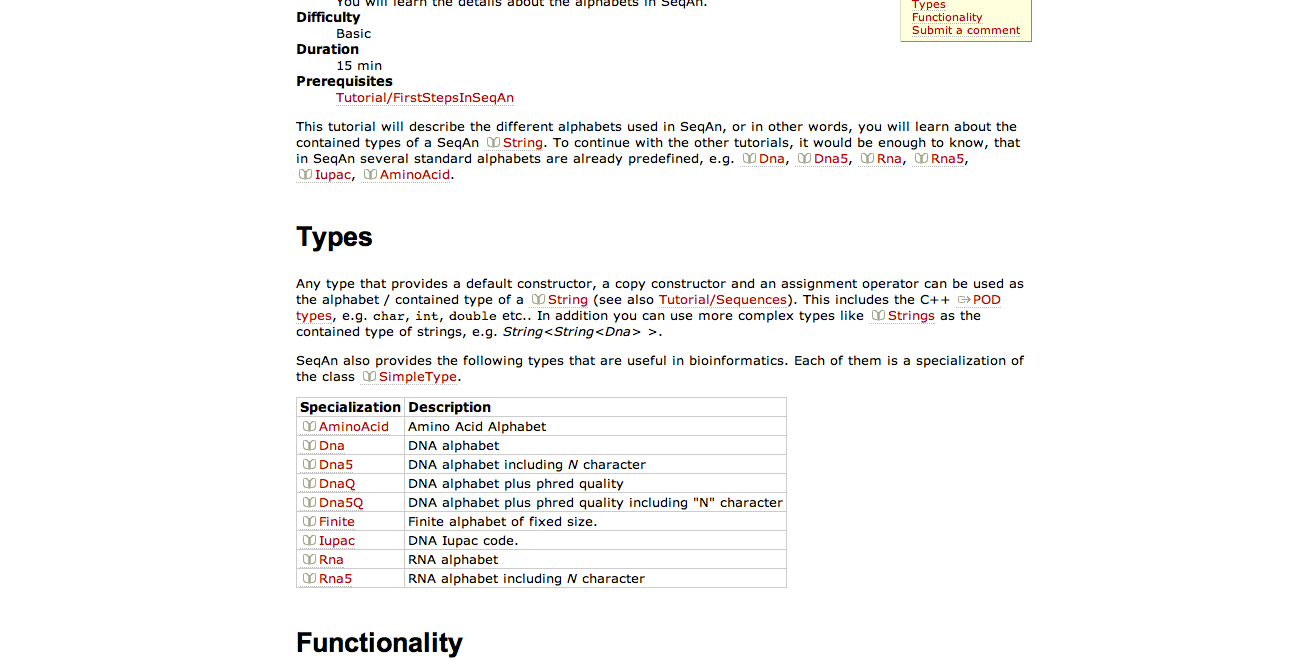 You will learn the details about the alphabets in SeqAn.
Types
Difficulty
Functionality
Basic
Submit a comment
Duration
15 min
Prerequisites
Tutorial/FirstStepsInSeqAn
This tutorial will describe the different alphabets used in SeqAn, or in other words, you will learn about the
contained types of a SeqAn String. To continue with the other tutorials, it would be enough to know, that
in SeqAn several standard alphabets are already predefined, e.g. Dna, Dna5, Rna, Rna5,
Iupac, AminoAcid.
Types
Any type that provides a default constructor, a copy constructor and an assignment operator can be used as
the alphabet / contained type of a String (see also Tutorial/Sequences). This includes the C++ POD
types, e.g. char, int, double etc.. In addition you can use more complex types like Strings as the
contained type of strings, e.g. String<String<Dna> >.
SeqAn also provides the following types that are useful in bioinformatics. Each of them is a specialization of
the class SimpleType.
Specialization Description
AminoAcid Amino Acid Alphabet
Dna DNA alphabet
Dna5 DNA alphabet including N character
DnaQ DNA alphabet plus phred quality
Dna5Q DNA alphabet plus phred quality including "N" character
Finite Finite alphabet of fixed size.
Iupac DNA Iupac code.
Rna RNA alphabet
Rna5 RNA alphabet including N character
Functionality